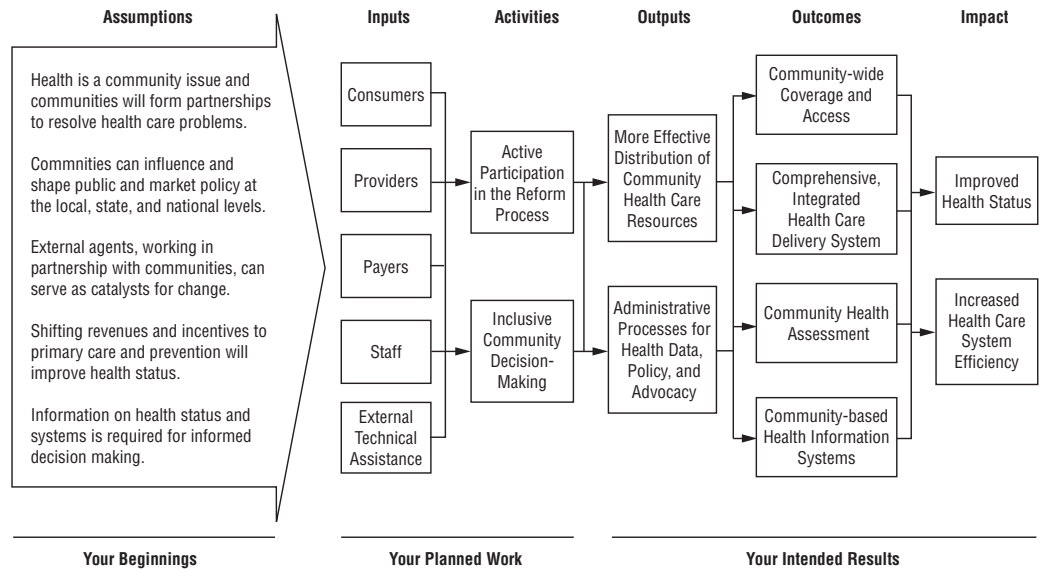 Assumptions
Inputs
Activities
Outputs
Outcomes
Impact
Health is a community issue and
communities will form partnerships
to resolve health care problems.
Commnities can influence and
shape public and market policy at
the local, state, and national levels.
External agents, working in
partnership with communities, can
serve as catalysts for change.
Shifting revenues and incentives to
primary care and prevention will
improve health status.
Information on health status and
systems is required for informed
decision making.
Consumers
Providers
Payers
Staff
External
Technical
Assistance
Active
Participation
in the Reform
Process
Inclusive
Community
Decision-
Making
More Effective
Distribution of
Community
Health Care
Resources
Administrative
Processes for
Health Data,
Policy, and
Advocacy
Community-wide
Coverage and
Access
Comprehensive,
Integrated
Health Care
Delivery System
Community Health
Assessment
Community-based
Health Information
Systems
Improved
Health Status
Increased
Health Care
System
Efficiency
Your Beginnings
Your Planned Work
Your Intended Results